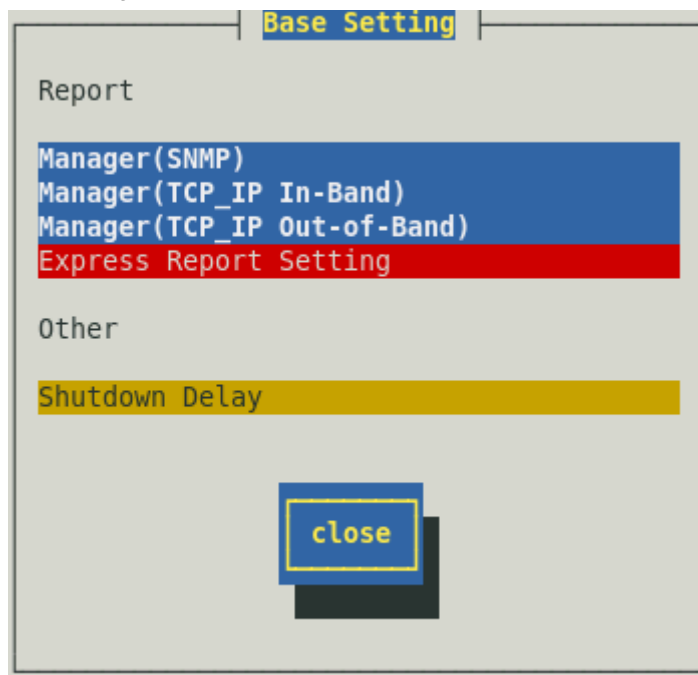 Base Setting
Report
Manager(SNMP)
Manager(TCP_IP In-Band)
Manager(TCP_IP Out-of-Band)
Express Report Setting
Other
Shutdown Delay
close